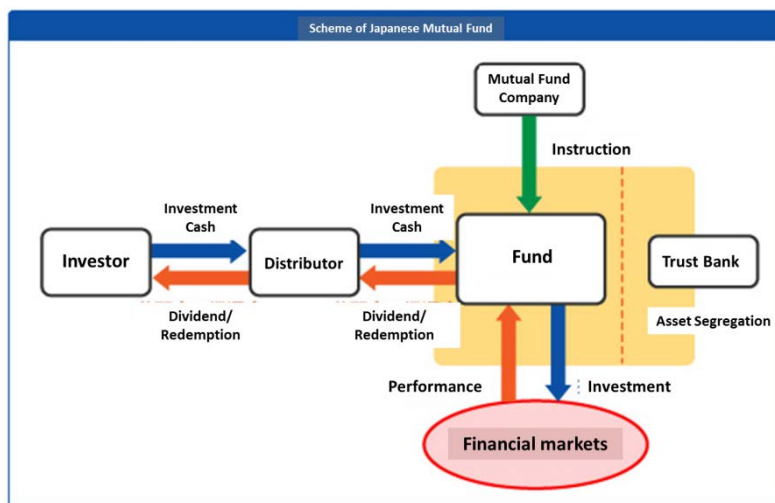 Scheme of Japanese Mutual Fund
Mutual Fund
Company
Instruction
Investment
Cash
Investment
Cash
Investor
Distributor
Fund
Trust Bank
Dividend/
Redemption
Dividend/
Redemption
Asset Segregation
Performance
Investment
Financial markets